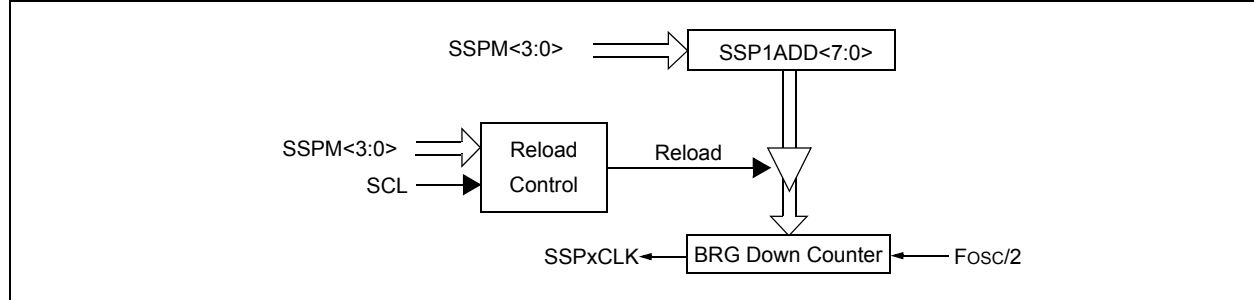 SSPM<3:0>
SSP1ADD<7:0>
SSPM<3:0>
SCL
Reload
Control
Reload
SSPxCLK
BRG Down Counter
FOSC/2